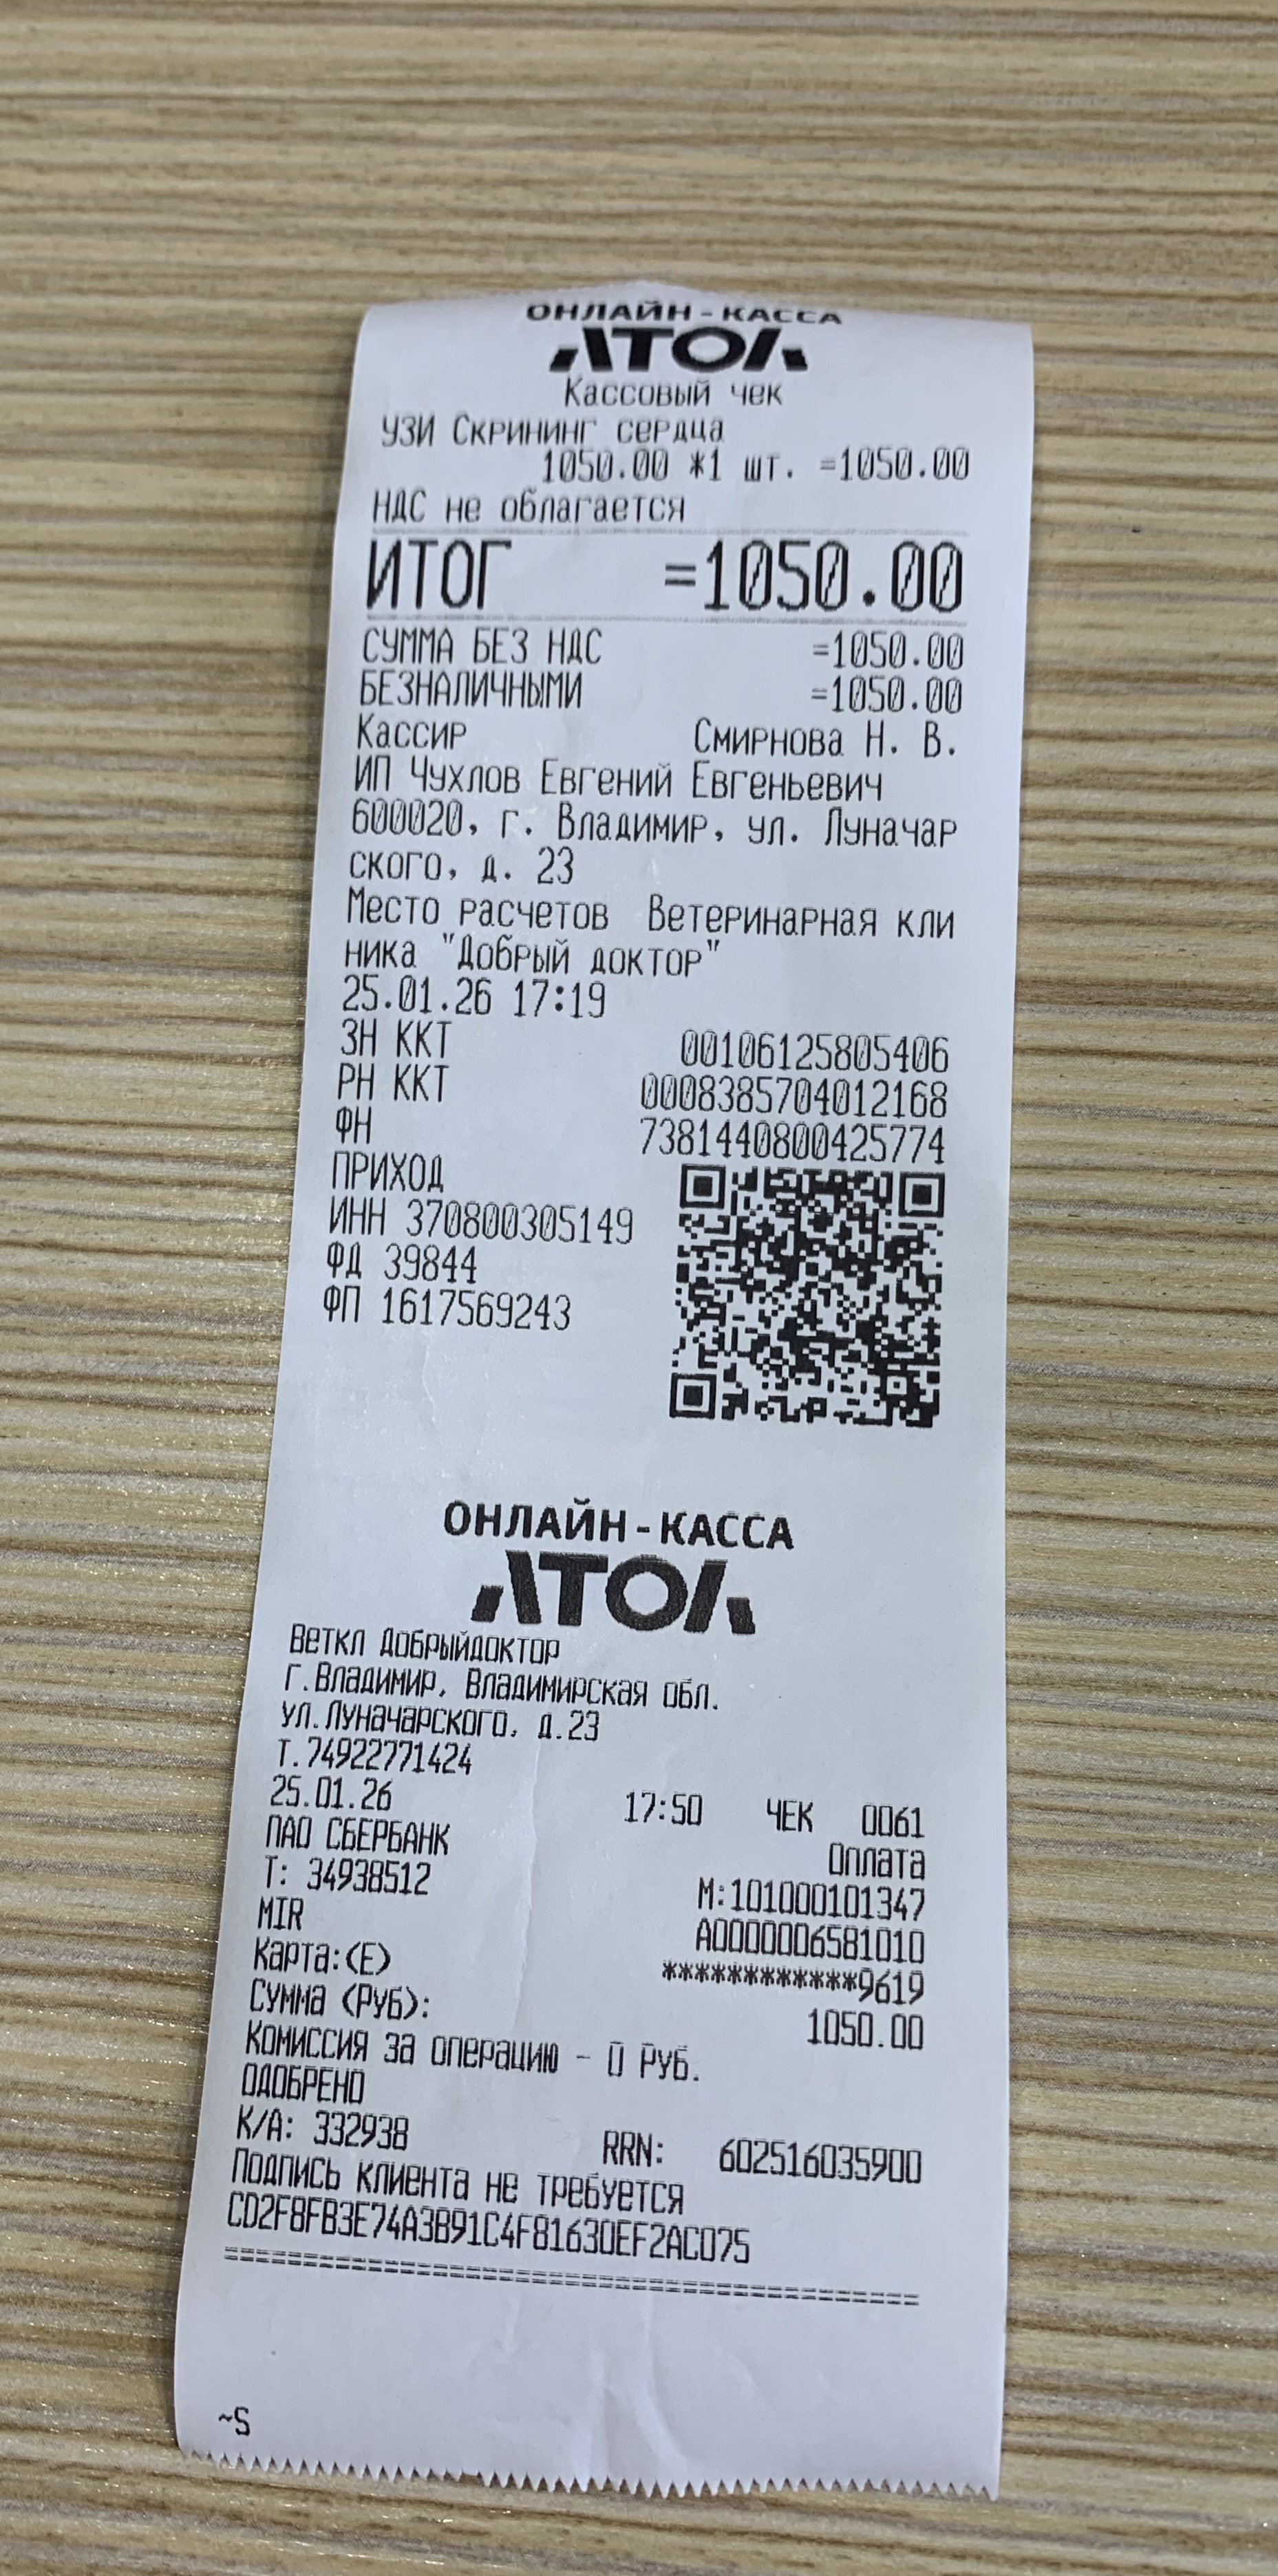 ОНЛАЙН-КАССА
АТОЛ
Кассовый чек
УЗИ Скрининг сердца
1050.00 *1 шт. =1050.00
НДС не облагается
ИТОГ =1050.00
СУММА БЕЗ НДС =1050.00
БЕЗНАЛИЧНЫМИ =1050.00
Кассир Смирнова Н. В.
ИП Чухлов Евгений Евгеньевич
600020, г. Владимир, ул. Луначар
ского, д. 23
Место расчетов Ветеринарная кли
ника "Добрый доктор"
25.01.26 17:19
ЗН ККТ 00106125805406
РН ККТ 0008385704012168
ФН 7381440800425774
ПРИХОД
ИНН 370800305149
ФД 39844
ФП 1617569243
ОНЛАЙН-КАССА
АТОЛ
Веткл Добрыйдоктор
г.Владимир, Владимирская обл.
ул.Луначарского, д.23
т.74922771424
25.01.26 17:50 ЧЕК 0061
ПАО СБЕРБАНК Оплата
Т: 34938512 М:101000101347
MIR A0000006581010
Карта:(E) ************9619
Сумма (Руб): 1050.00
Комиссия за операцию - 0 Руб.
ОДОБРЕНО
К/А: 332938 RRN: 602516035900
Подпись клиента не требуется
CD2F8FB3E74A3B91C4F81630EF2AC075
========================================
~S